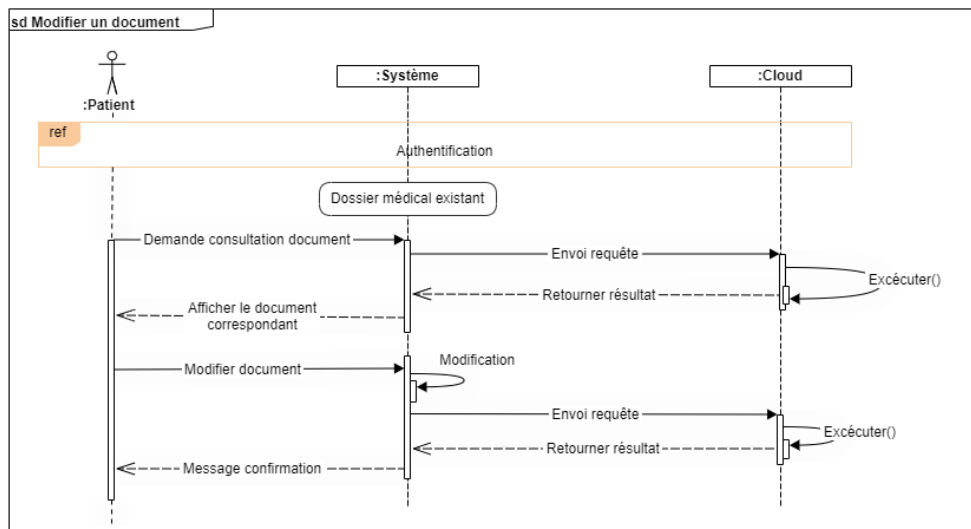 sd Modifier un document
:Patient
:Système
:Cloud
ref
Authentification
Dossier médical existant
Demande consultation document
Envoi requête
Excécuter()
Retourner résultat
Afficher le document
correspondant
Modification
Modifier document
Envoi requête
Excécuter()
Retourner résultat
Message confirmation